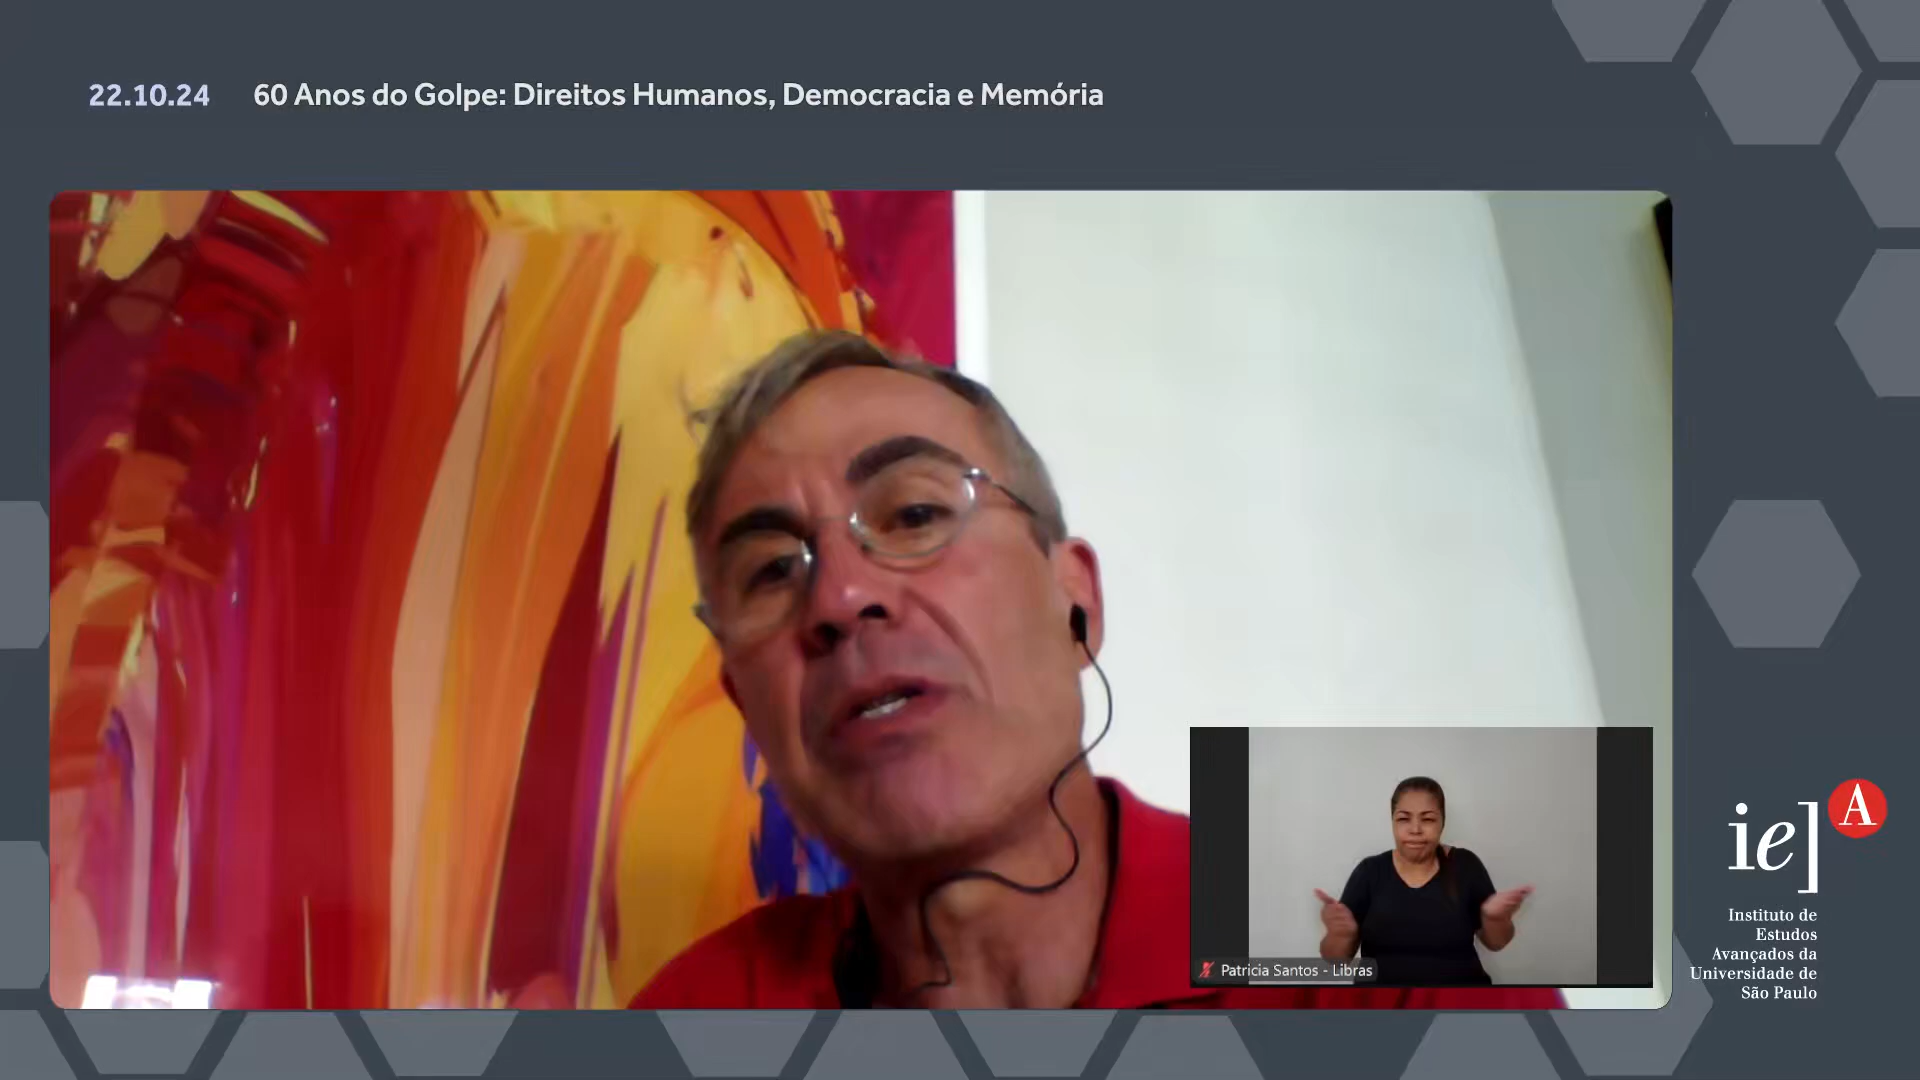 22.10.24 60 Anos do Golpe: Direitos Humanos, Democracia e Memória
Patricia Santos - Libras
ie] A
Instituto de
Estudos
Avançados da
Universidade de
São Paulo